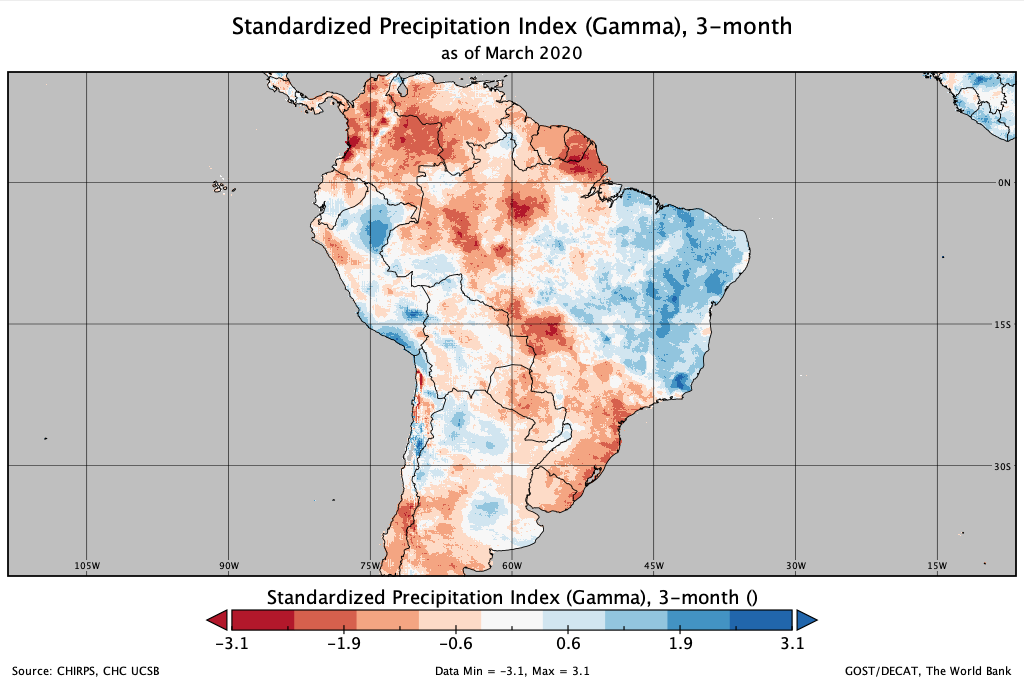 Standardized Precipitation Index (Gamma), 3-month
as of March 2020
0N
15S
30S
105W 90W 75W 60W 45W 30W 15W
Standardized Precipitation Index (Gamma), 3-month ()
-3.1 -1.9 -0.6 0.6 1.9 3.1
Source: CHIRPS, CHC UCSB Data Min = -3.1, Max = 3.1 GOST/DECAT, The World Bank